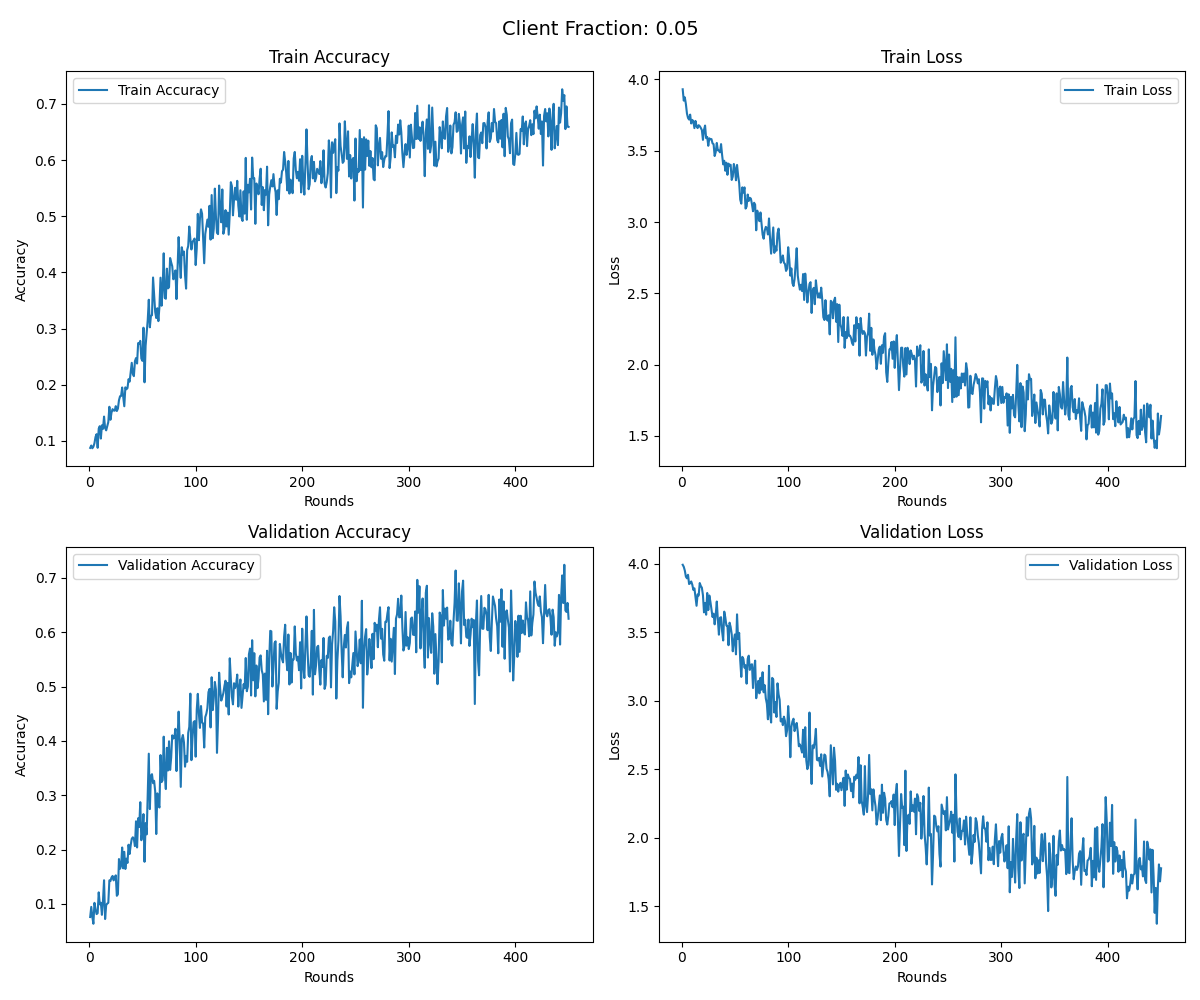 Client Fraction: 0.05
Train Accuracy
Train Accuracy
0.7
0.6
0.5
0.4
0.3
0.2
0.1
Accuracy
0 100 200 300 400
Rounds
Train Loss
Train Loss
4.0
3.5
3.0
2.5
2.0
1.5
Loss
0 100 200 300 400
Rounds
Validation Accuracy
Validation Accuracy
0.7
0.6
0.5
0.4
0.3
0.2
0.1
Accuracy
0 100 200 300 400
Rounds
Validation Loss
Validation Loss
4.0
3.5
3.0
2.5
2.0
1.5
Loss
0 100 200 300 400
Rounds